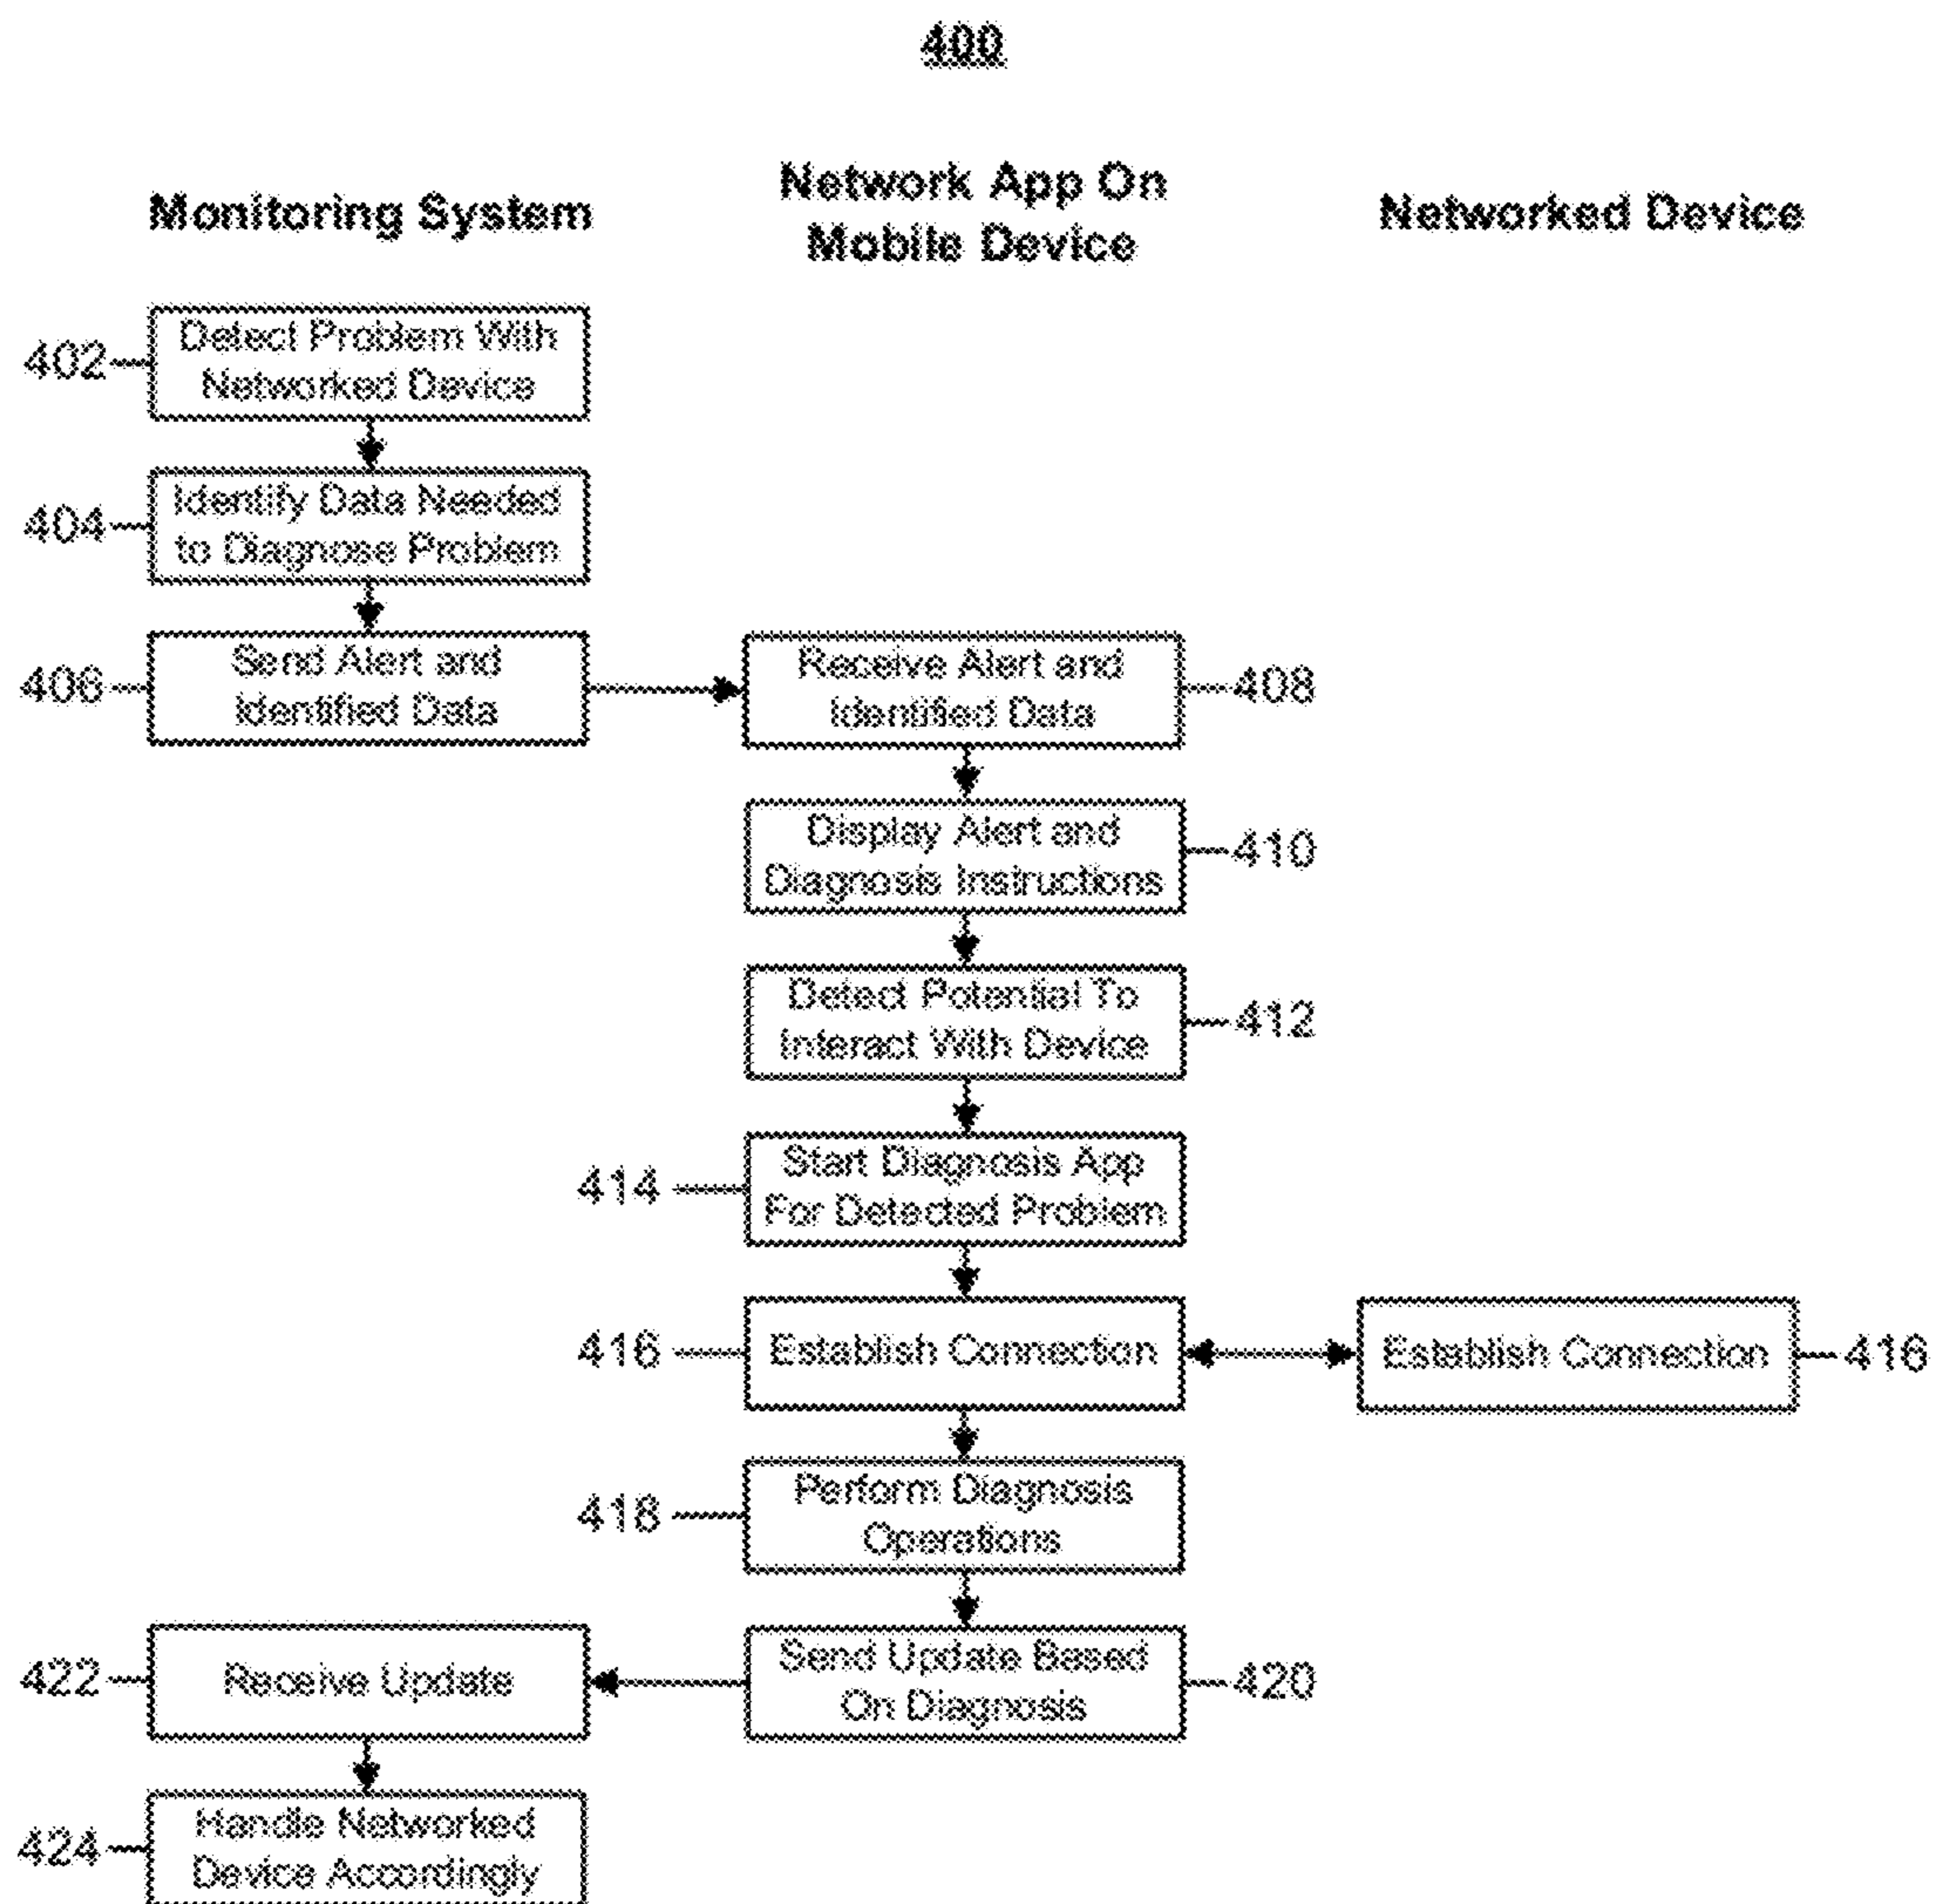 400
Monitoring System
Network App On
Mobile Device
Networked Device
402
Detect Problem With
Networked Device
404
Identify Data Needed
to Diagnose Problem
406
Send Alert and
Identified Data
Receive Alert and
Identified Data
408
Display Alert and
Diagnosis Instructions
410
Detect Potential To
Interact With Device
412
414
Start Diagnosis App
For Detected Problem
416
Establish Connection
Establish Connection
416
418
Perform Diagnosis
Operations
422
Receive Update
Send Update Based
On Diagnosis
420
424
Handle Networked
Device Accordingly